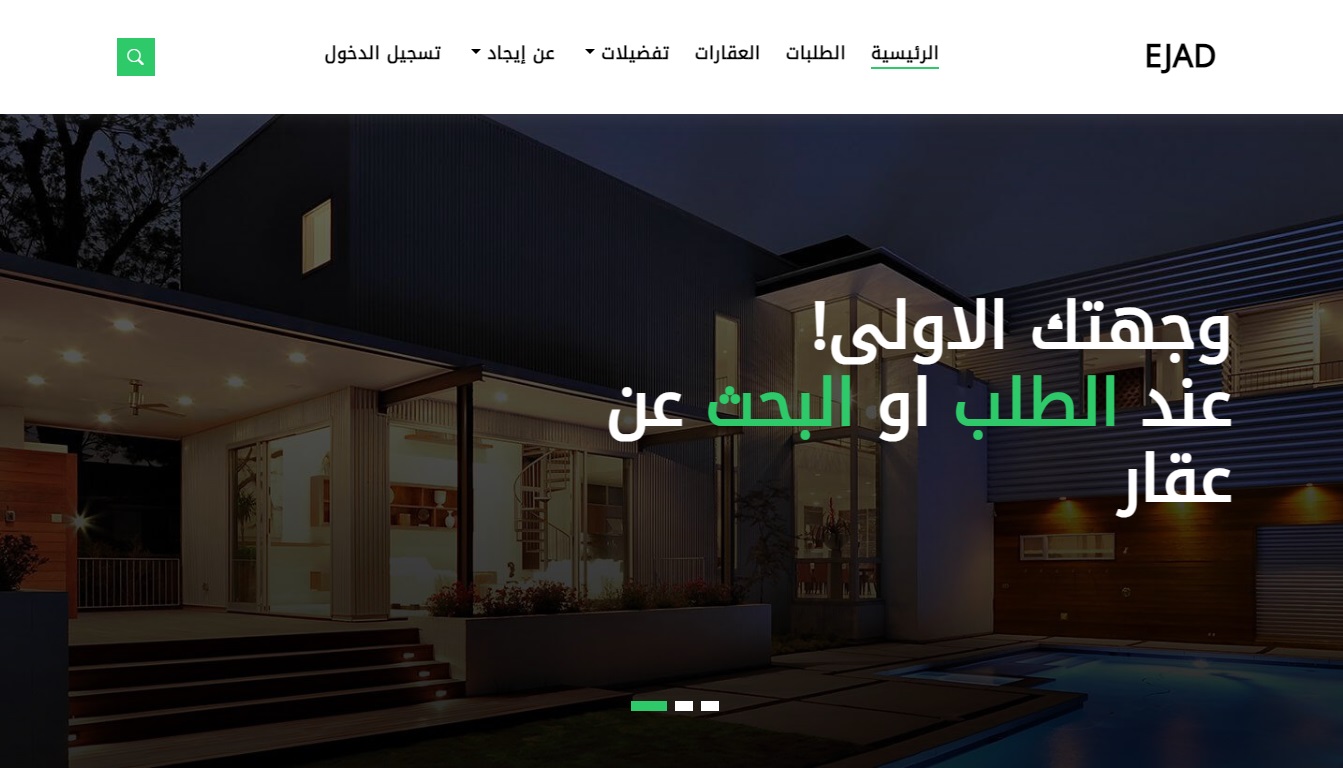 EJAD
الرئيسية
الطلبات
العقارات
تفضيلات
عن إيجاد
تسجيل الدخول
وجهتك الاولى!
عند الطلب او البحث عن
عقار